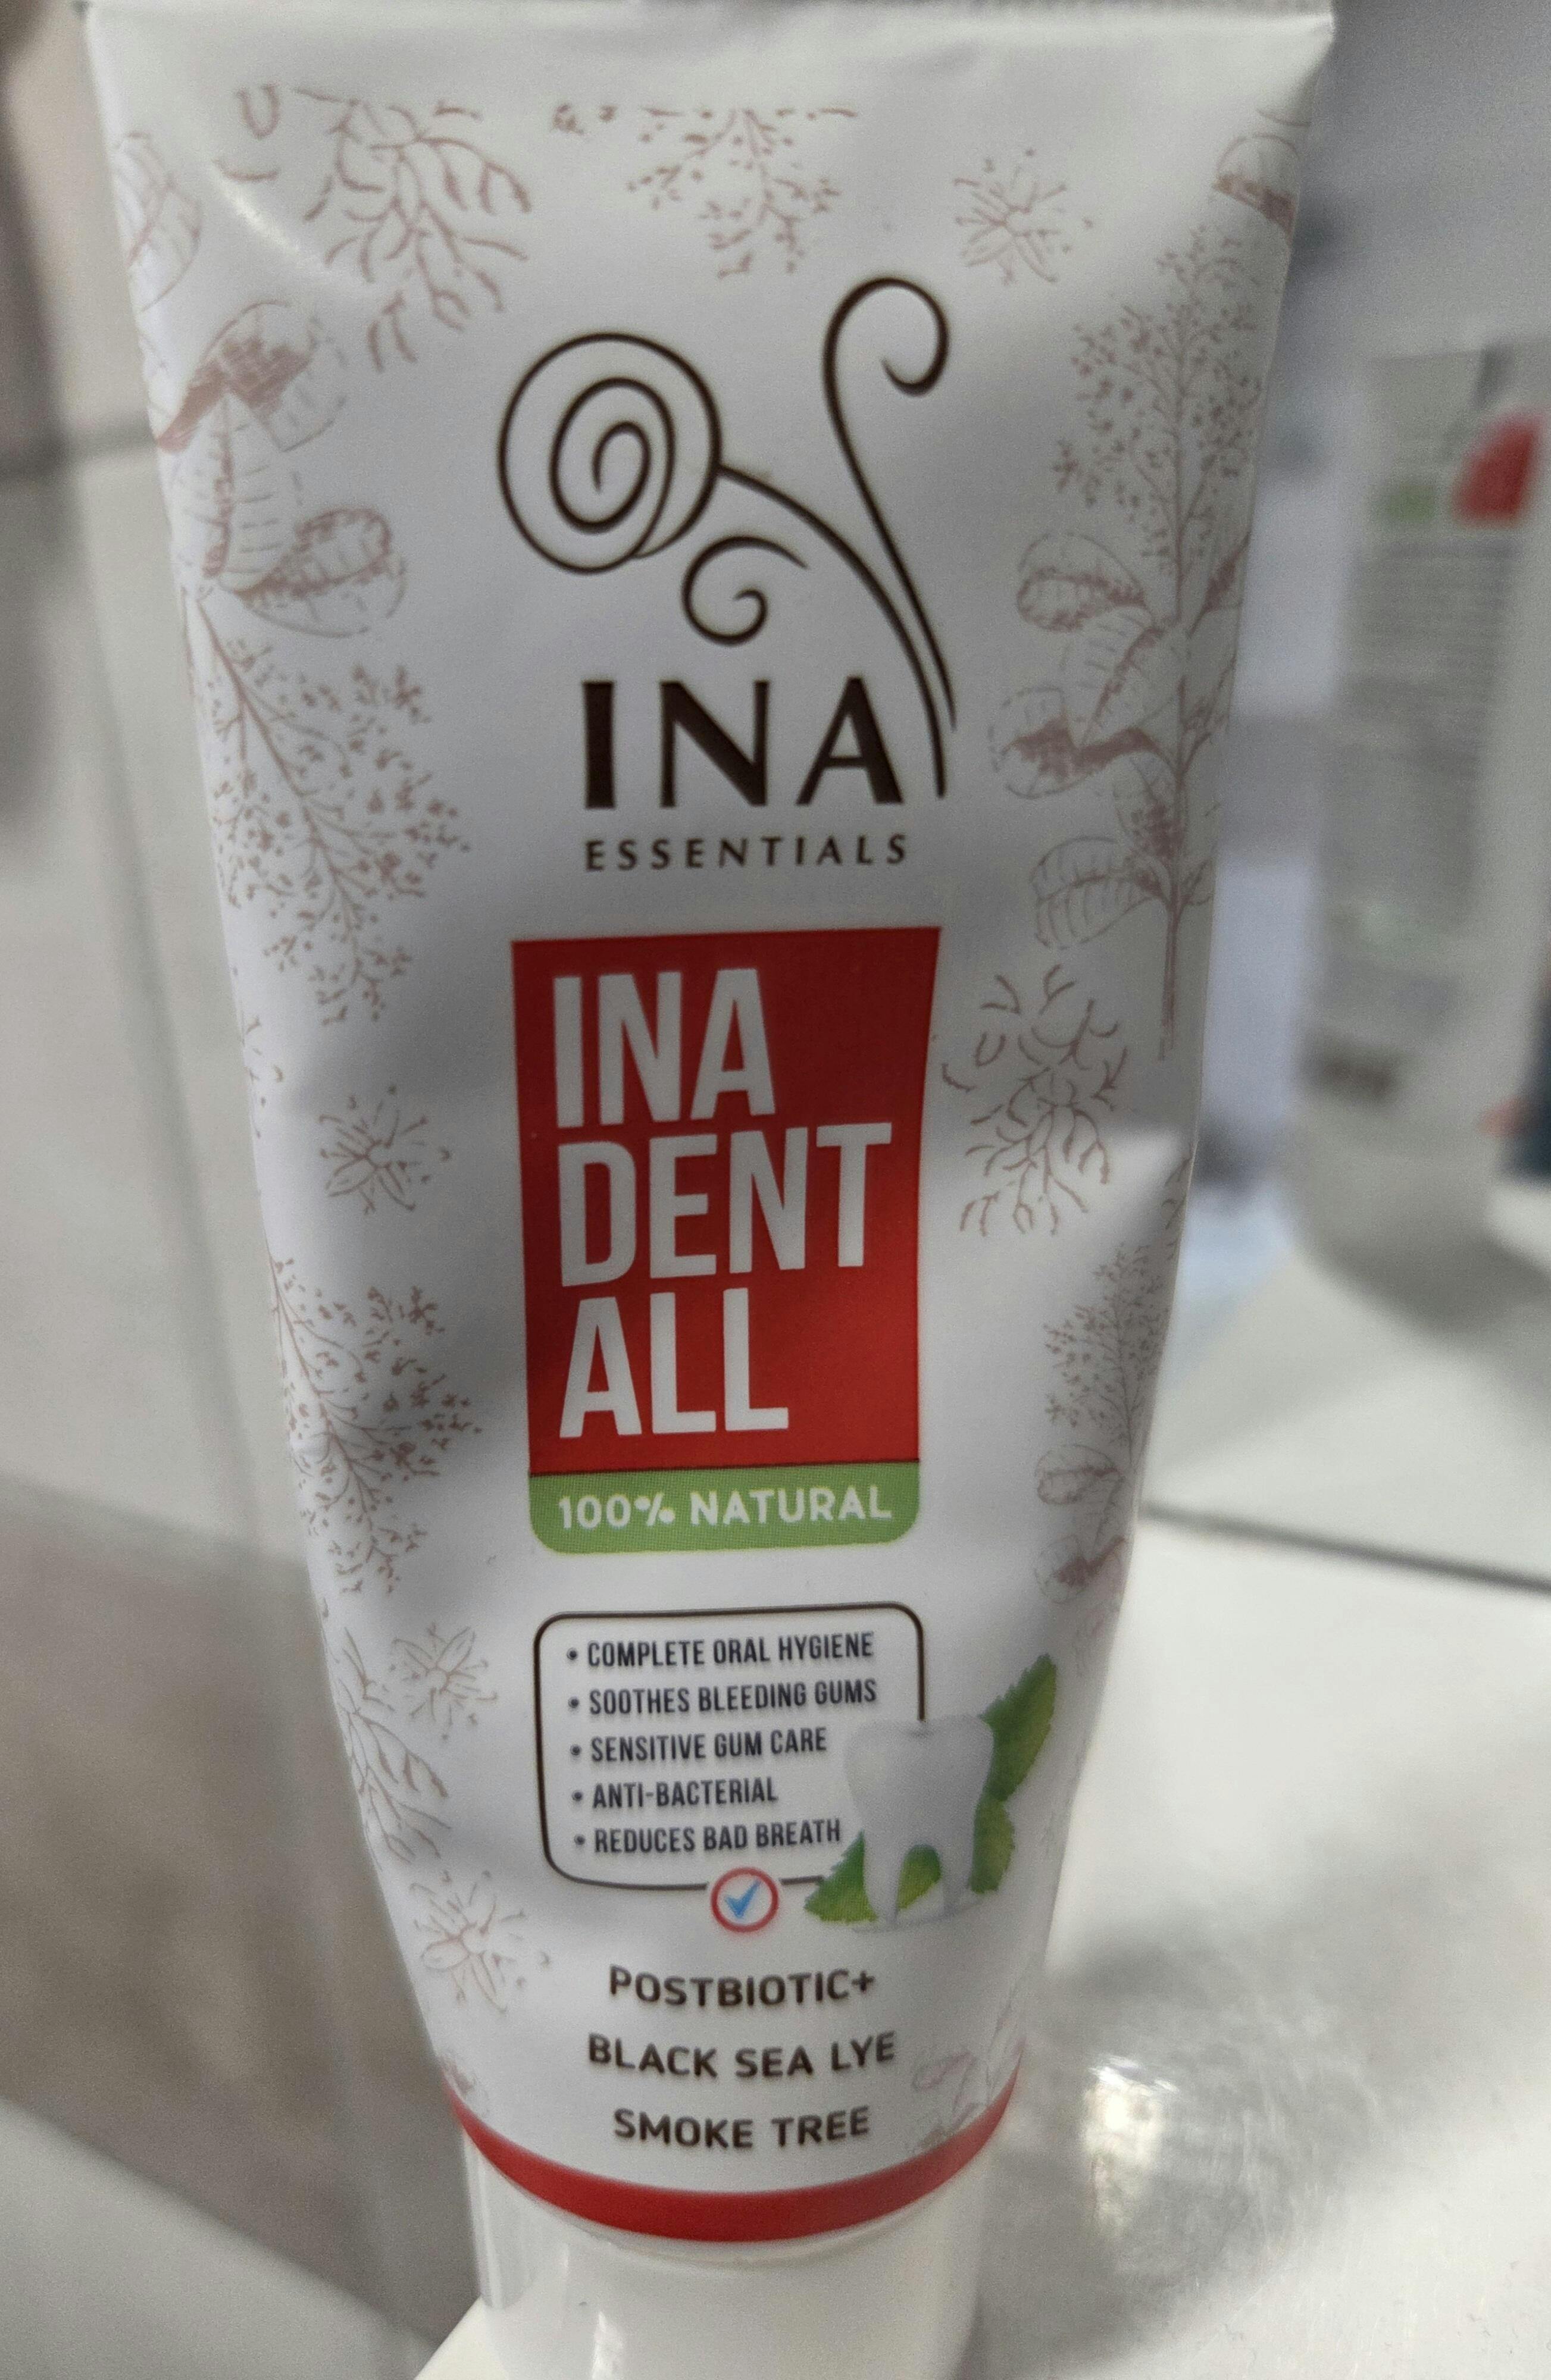 INA
ESSENTIALS
INA
DENT
ALL
100% NATURAL
• COMPLETE ORAL HYGIENE
• SOOTHES BLEEDING GUMS
• SENSITIVE GUM CARE
• ANTI-BACTERIAL
• REDUCES BAD BREATH
POSTBIOTIC+
BLACK SEA LYE
SMOKE TREE